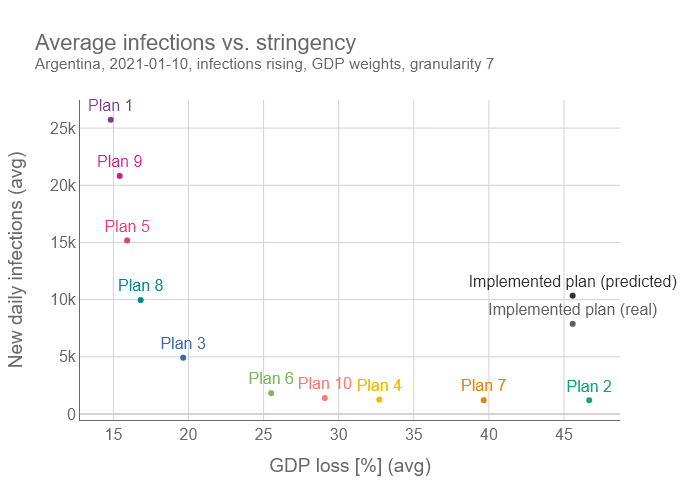 Average infections vs. stringency
Argentina, 2021-01-10, infections rising, GDP weights, granularity 7
Plan 1
25k
Plan 9
20k
Plan 5
15k
Plan 8
Implemented plan (predicted)
10k
Implemented plan (real)
Plan 3
5k
Plan 6
Plan 10
Plan 4
Plan 7
Plan 2
0
15
20
25
30
35
40
45
New daily infections (avg)
GDP loss [%] (avg)